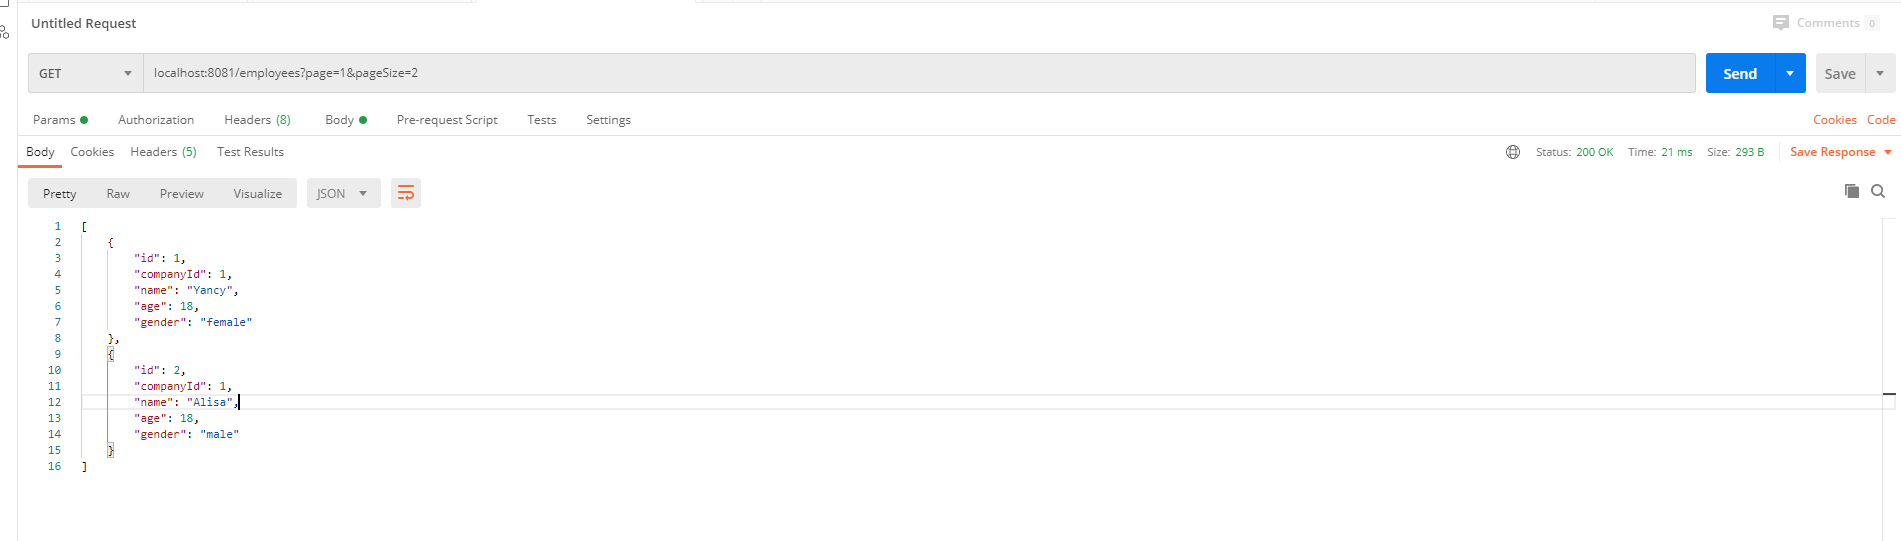 Untitled Request
Comments 0
GET localhost:8081/employees?page=1&pageSize=2 Send Save
Params Authorization Headers (8) Body Pre-request Script Tests Settings Cookies Code
Body Cookies Headers (5) Test Results Status: 200 OK Time: 21 ms Size: 293 B Save Response
Pretty Raw Preview Visualize JSON
1 [
2 {
3 "id": 1,
4 "companyId": 1,
5 "name": "Yancy",
6 "age": 18,
7 "gender": "female"
8 },
9 {
10 "id": 2,
11 "companyId": 1,
12 "name": "Alisa",
13 "age": 18,
14 "gender": "male"
15 }
16 ]